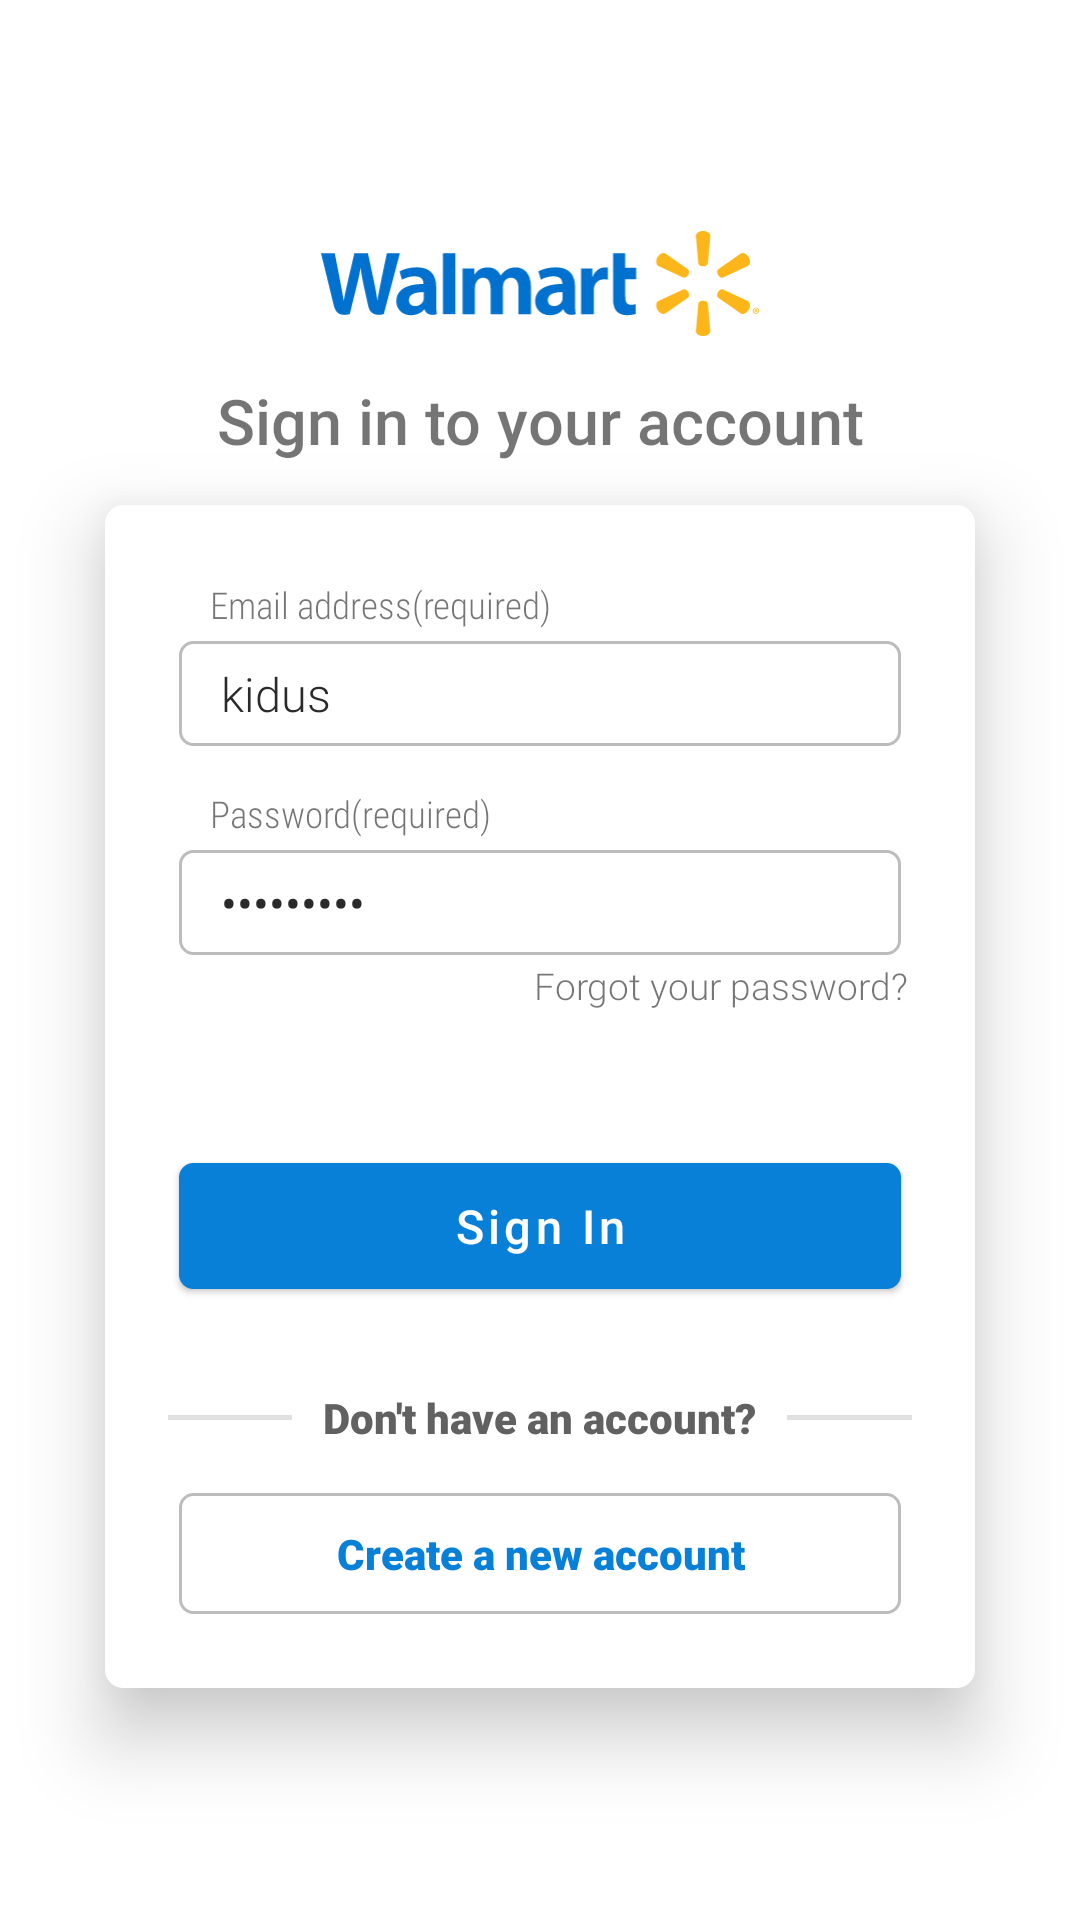 Walmart
Sign in to your account
Email address(required)
kidus
Password(required)
•••••••••
Forgot your password?
Sign In
Don't have an account?
Create a new account